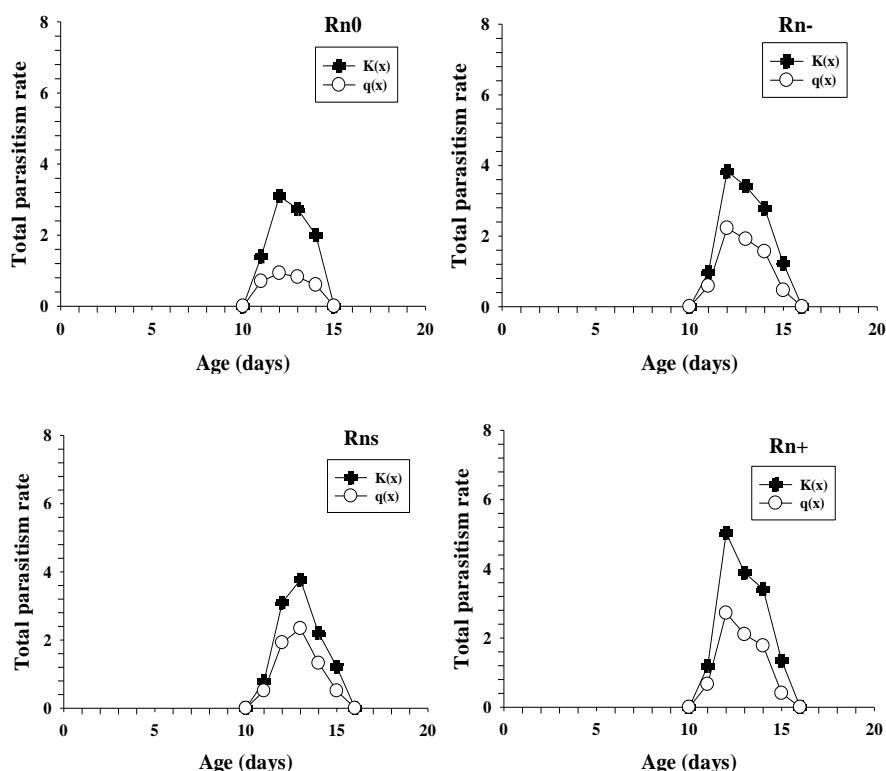 Rn0
8
6
4
2
0
Total parasitism rate
K(x)
q(x)
0 5 10 15 20
Age (days)
Rn-
8
6
4
2
0
Total parasitism rate
K(x)
q(x)
0 5 10 15 20
Age (days)
Rns
8
6
4
2
0
Total parasitism rate
K(x)
q(x)
0 5 10 15 20
Age (days)
Rn+
8
6
4
2
0
Total parasitism rate
K(x)
q(x)
0 5 10 15 20
Age (days)